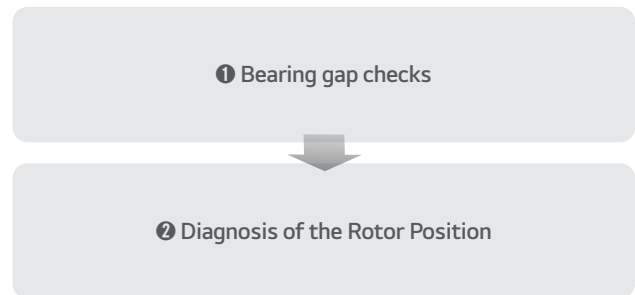 ❶ Bearing gap checks
❷ Diagnosis of the Rotor Position